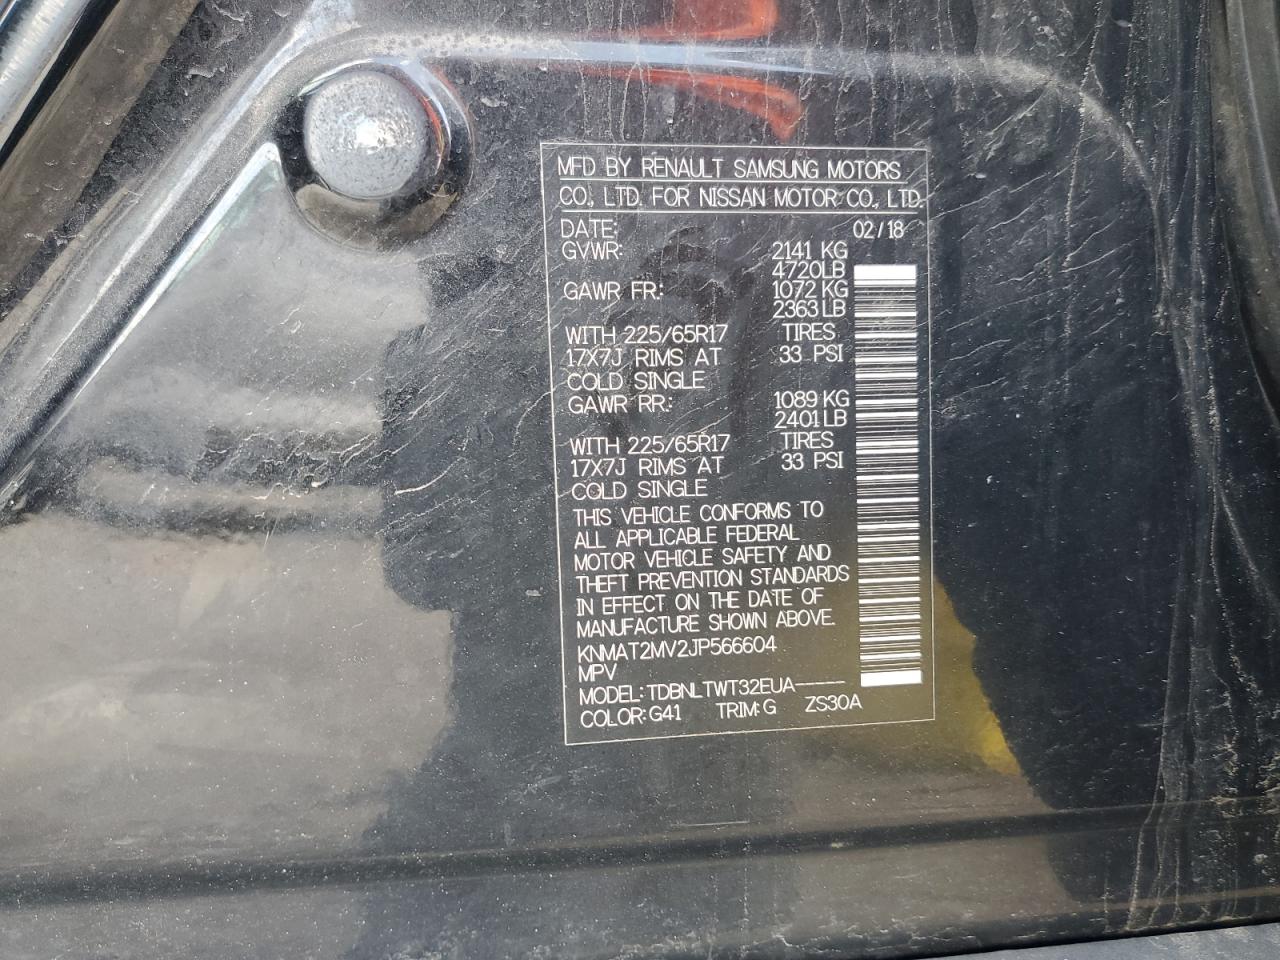 MFD BY RENAULT SAMSUNG MOTORS
CO., LTD. FOR NISSAN MOTOR CO., LTD.
DATE: 02/18
GVWR: 2141 KG
4720LB
GAWR FR: 1072 KG
2363LB
WITH 225/65R17 TIRES
17X7J RIMS AT 33 PSI
COLD SINGLE
GAWR RR: 1089 KG
2401LB
WITH 225/65R17 TIRES
17X7J RIMS AT 33 PSI
COLD SINGLE
THIS VEHICLE CONFORMS TO
ALL APPLICABLE FEDERAL
MOTOR VEHICLE SAFETY AND
THEFT PREVENTION STANDARDS
IN EFFECT ON THE DATE OF
MANUFACTURE SHOWN ABOVE.
KNMAT2MV2JP566604
MPV
MODEL: TDBNLTWT32EUA-----
COLOR: G41 TRIM: G ZS30A